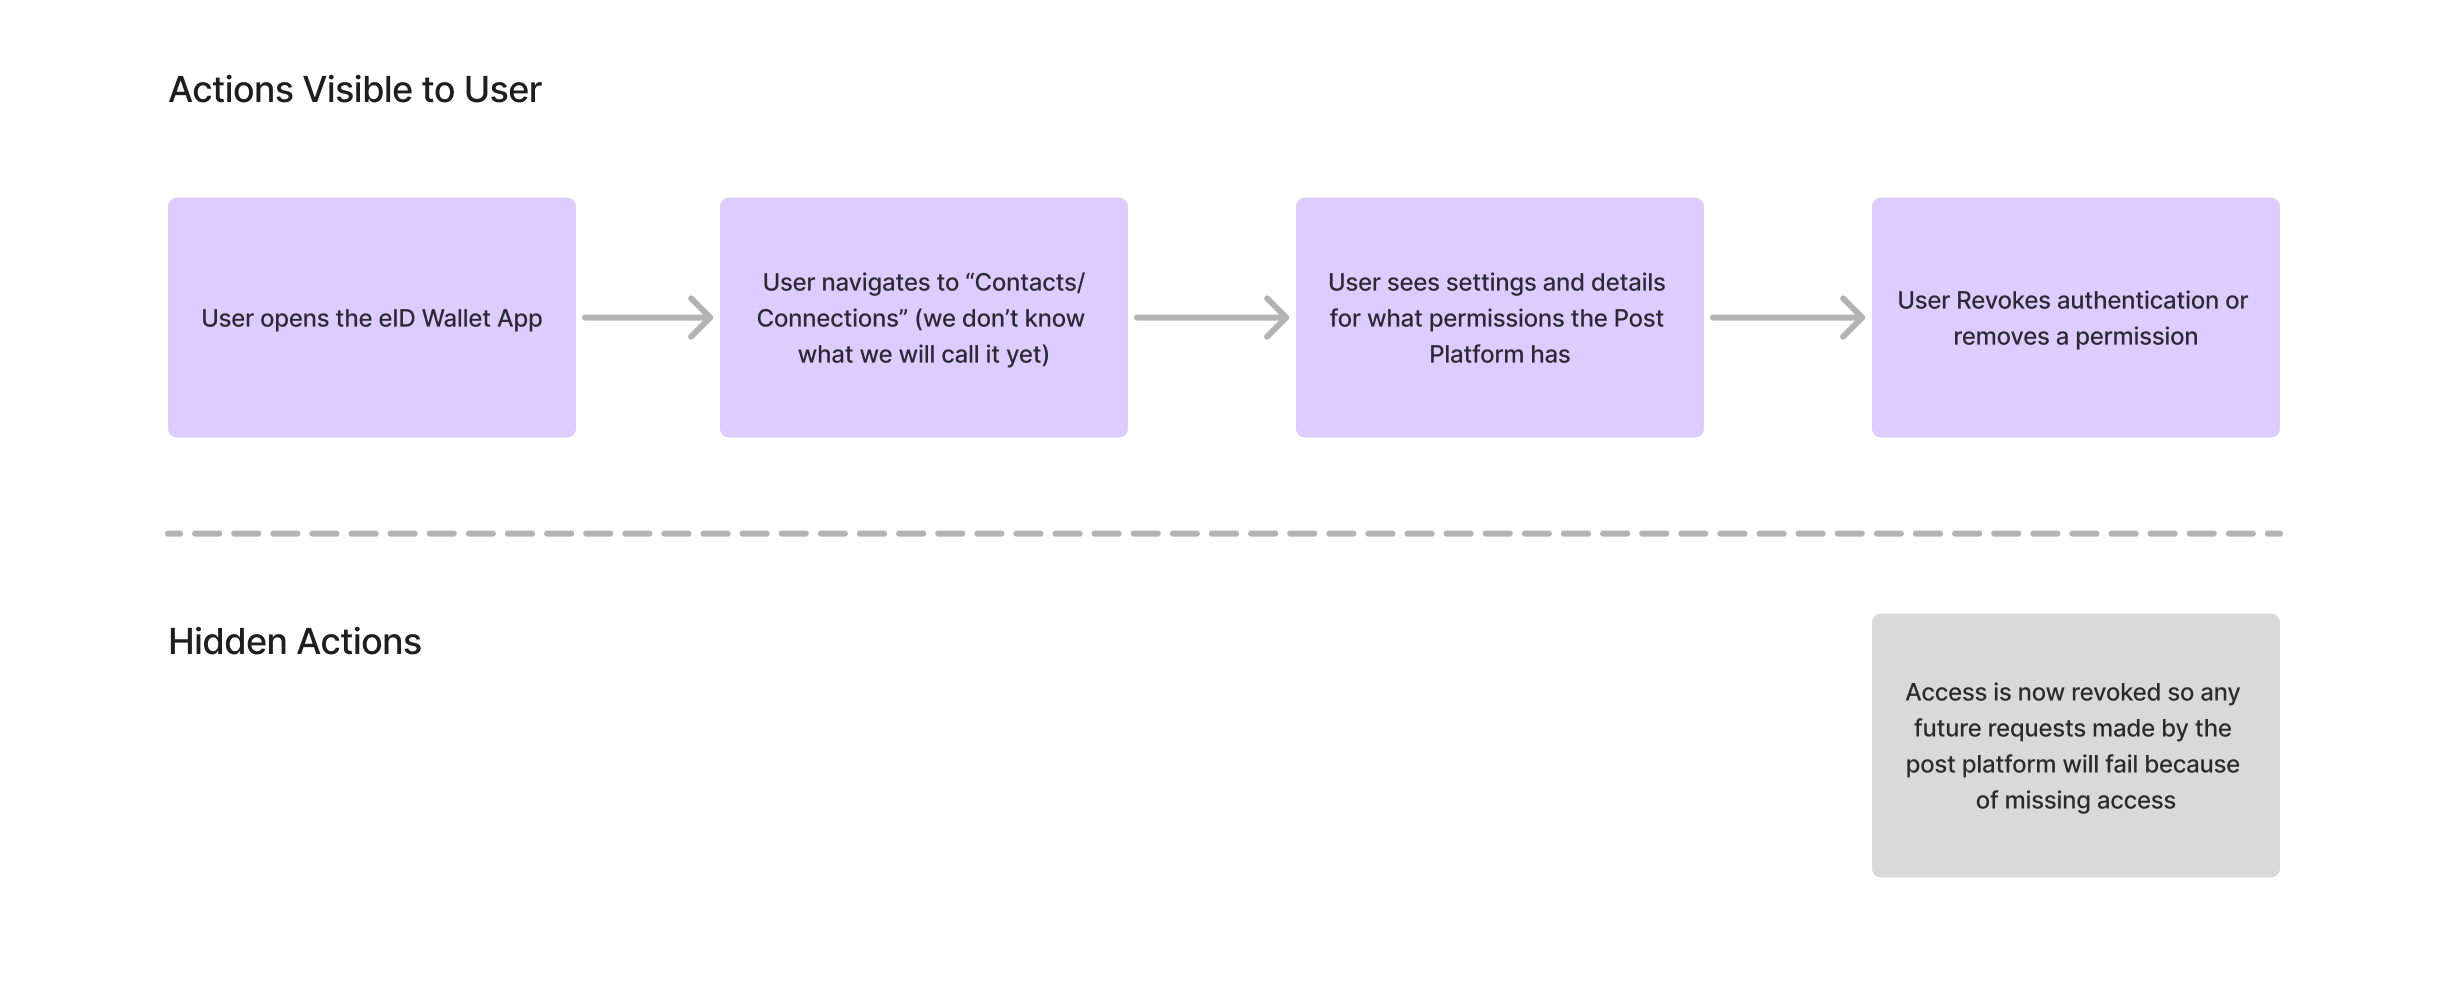 Actions Visible to User
User opens the eID Wallet App
User navigates to “Contacts/
Connections” (we don’t know
what we will call it yet)
User sees settings and details
for what permissions the Post
Platform has
User Revokes authentication or
removes a permission
Hidden Actions
Access is now revoked so any
future requests made by the
post platform will fail because
of missing access